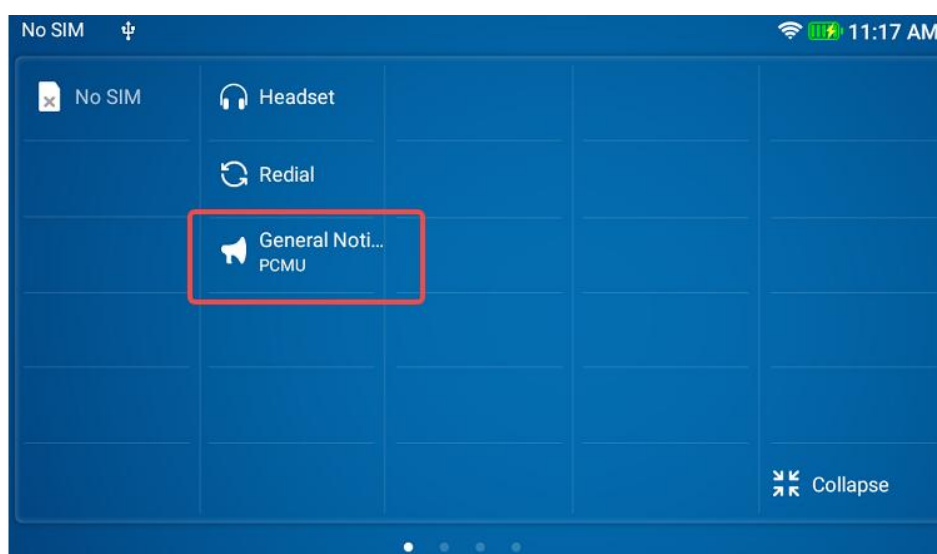 No SIM
11:17 AM
No SIM
Headset
Redial
General Noti...
PCMU
Collapse